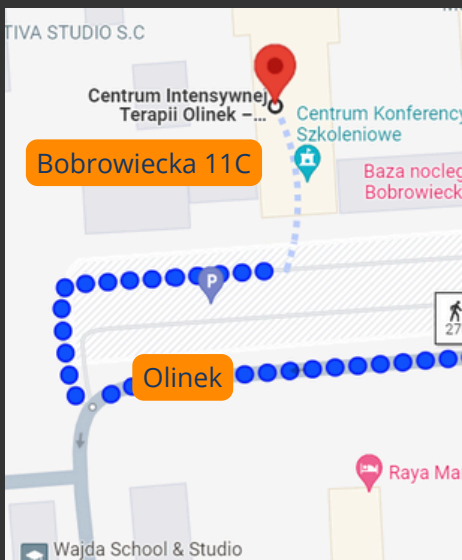 TIVA STUDIO S.C
Centrum Intensywnej
Terapii Olinek –...
Centrum Konferency
Szkoleniowe
Bobrowiecka 11C
Baza nocleg
Bobrowieck
P
27
Olinek
Raya Ma
Wajda School & Studio